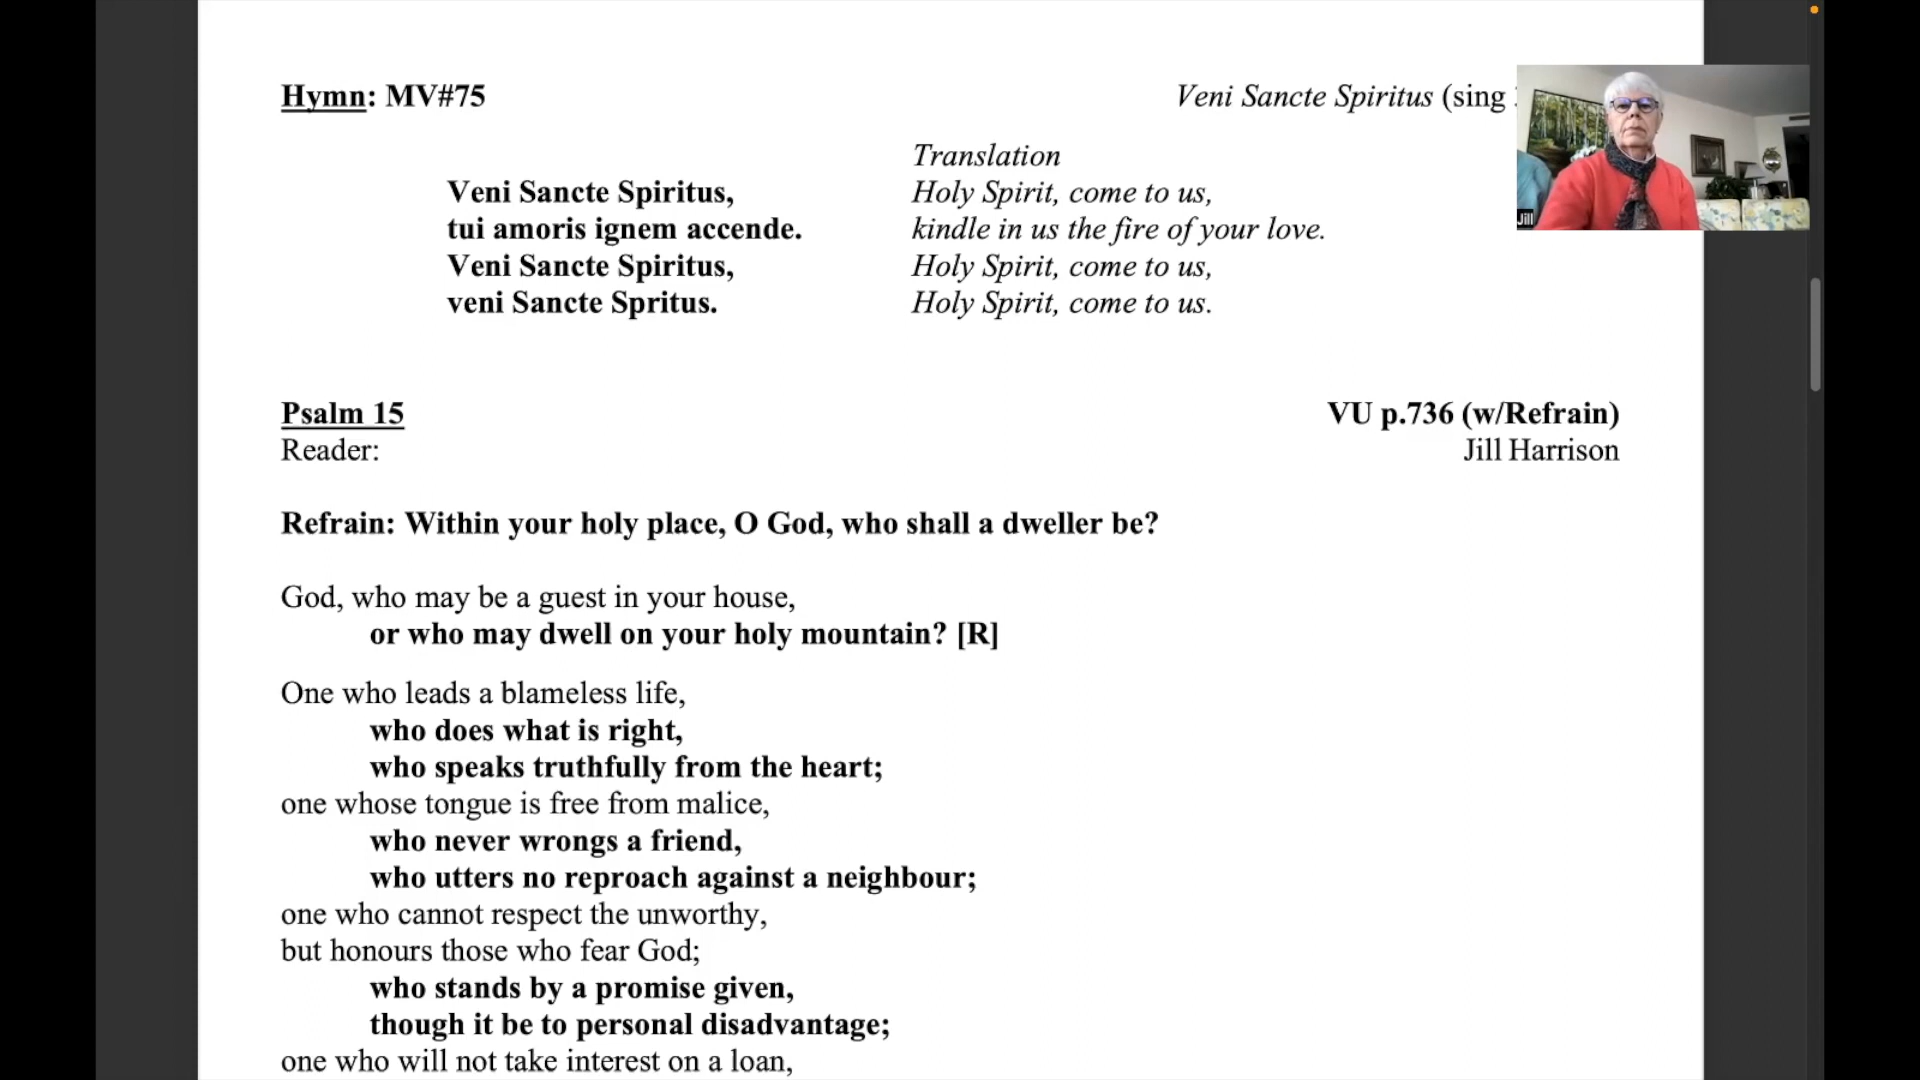 Hymn: MV#75 Veni Sancte Spiritus (sing
Translation
Veni Sancte Spiritus, Holy Spirit, come to us,
tui amoris ignem accende. kindle in us the fire of your love.
Veni Sancte Spiritus, Holy Spirit, come to us,
veni Sancte Spritus. Holy Spirit, come to us.
Jill
Psalm 15 VU p.736 (w/Refrain)
Reader: Jill Harrison
Refrain: Within your holy place, O God, who shall a dweller be?
God, who may be a guest in your house,
or who may dwell on your holy mountain? [R]
One who leads a blameless life,
who does what is right,
who speaks truthfully from the heart;
one whose tongue is free from malice,
who never wrongs a friend,
who utters no reproach against a neighbour;
one who cannot respect the unworthy,
but honours those who fear God;
who stands by a promise given,
though it be to personal disadvantage;
one who will not take interest on a loan,